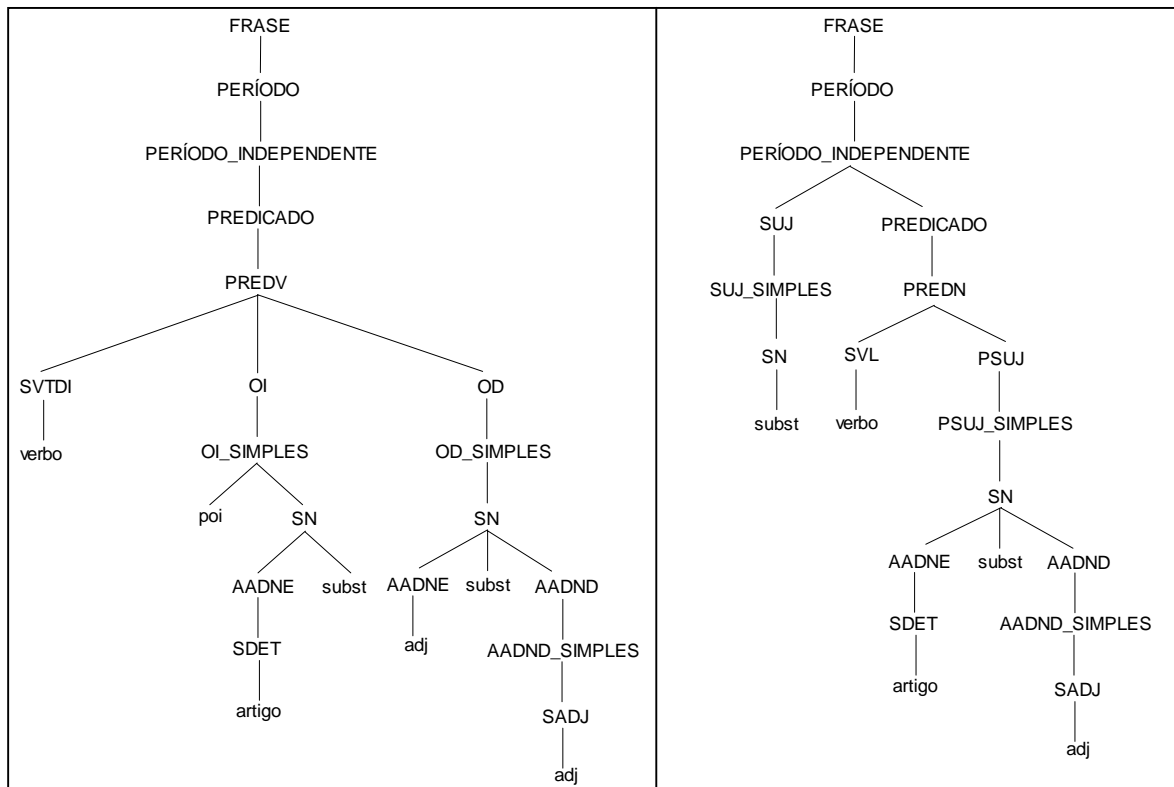 FRASE
PERÍODO
PERÍODO_INDEPENDENTE
PREDICADO
PREDV
SVTDI OI OD
verbo OI_SIMPLES OD_SIMPLES
poi SN SN
AADNE subst AADNE subst AADND
SDET adj AADND_SIMPLES
artigo SADJ
adj
FRASE
PERÍODO
PERÍODO_INDEPENDENTE
SUJ PREDICADO
SUJ_SIMPLES PREDN
SN SVL PSUJ
subst verbo PSUJ_SIMPLES
SN
AADNE subst AADND
SDET AADND_SIMPLES
artigo SADJ
adj